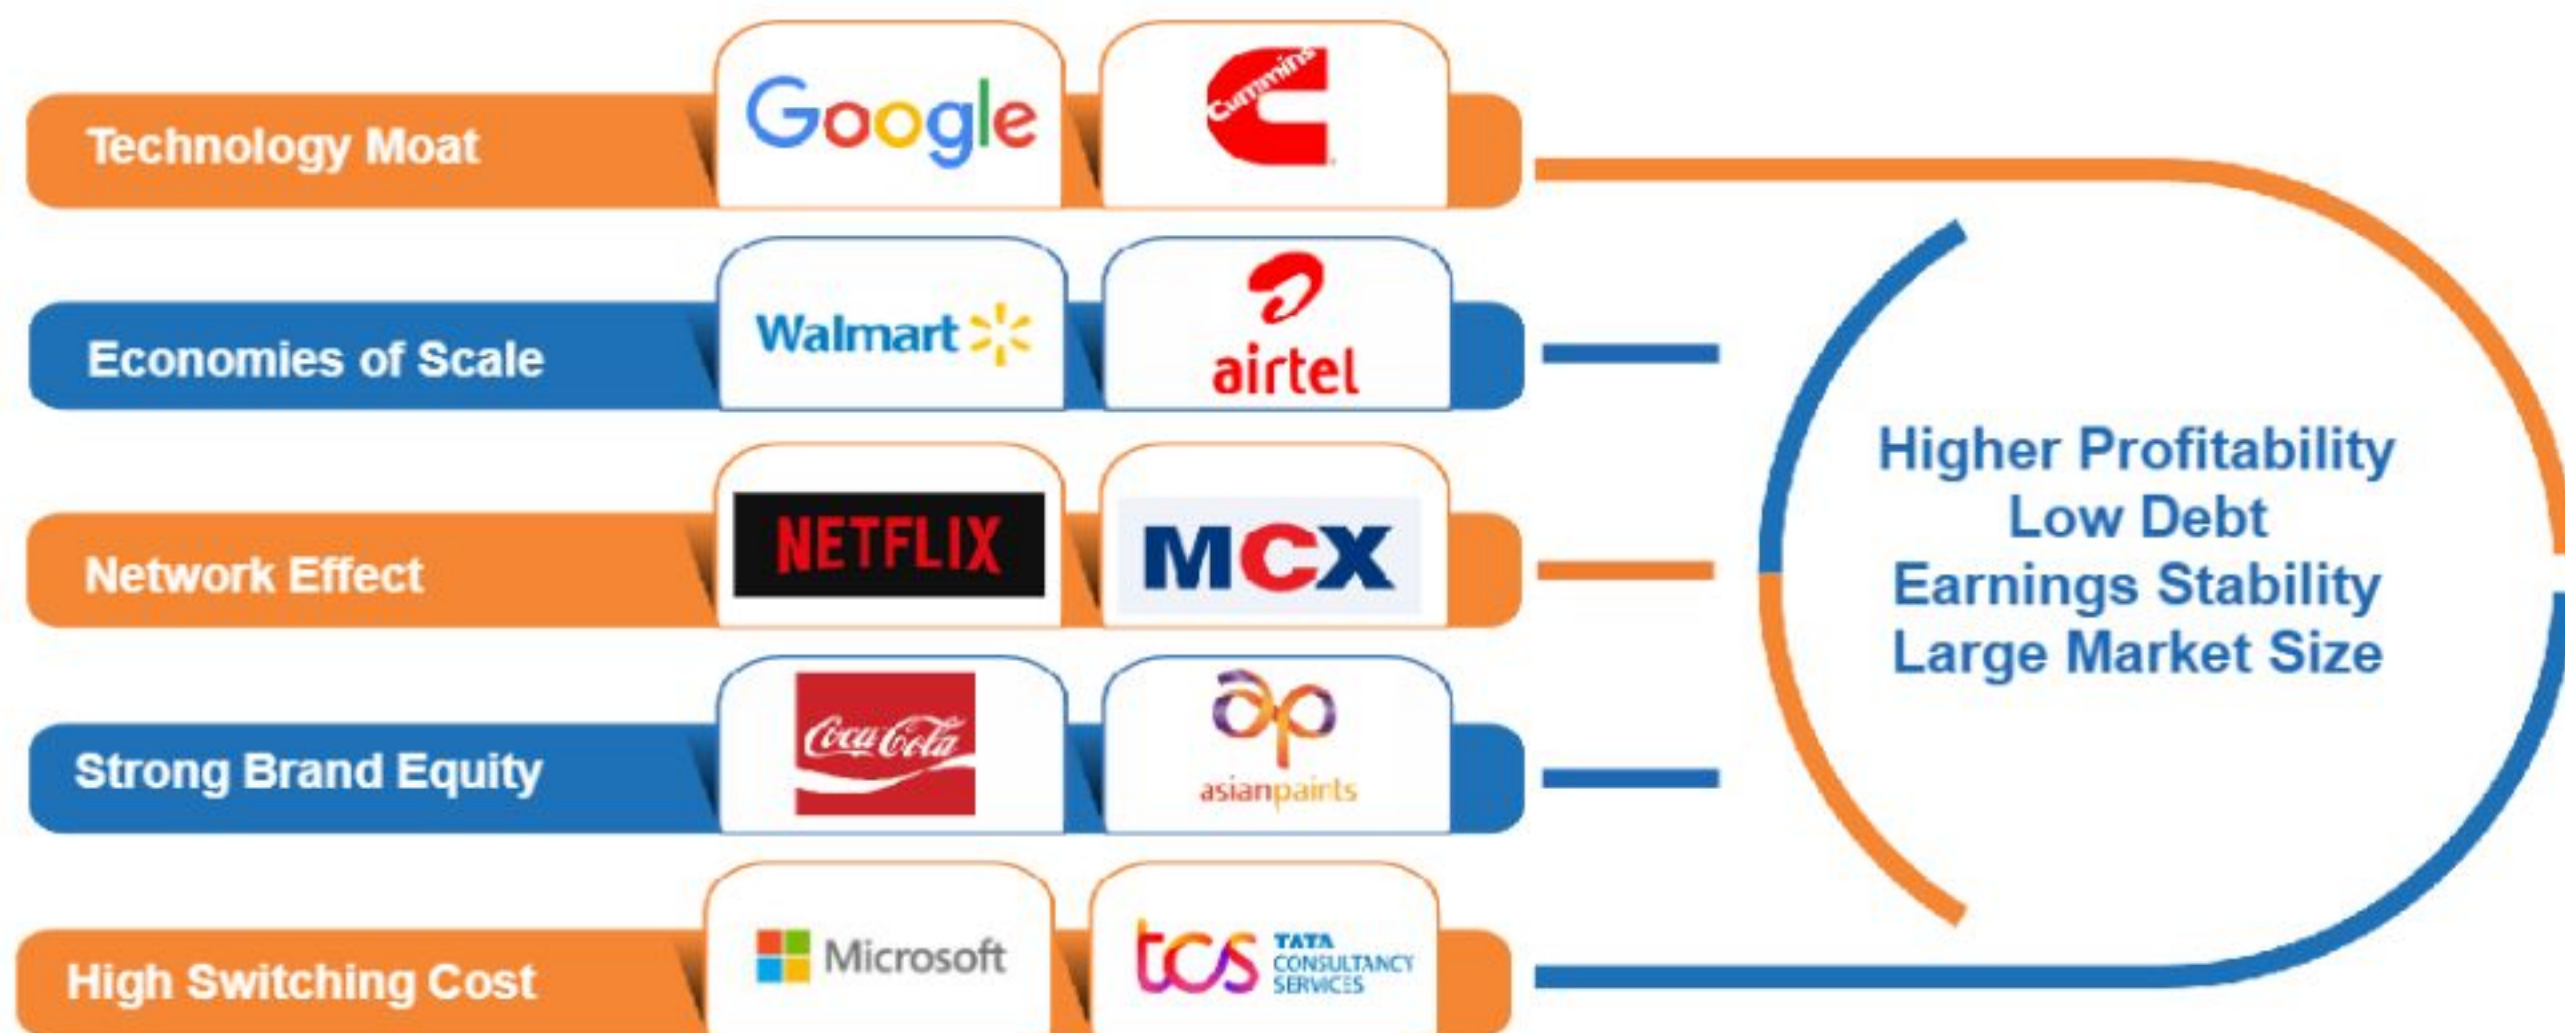 Technology Moat
Google
Cummins
Economies of Scale
Walmart
airtel
Network Effect
NETFLIX
MCX
Strong Brand Equity
Coca-Cola
asianpaints
High Switching Cost
Microsoft
tcs
TATA
CONSULTANCY
SERVICES
Higher Profitability
Low Debt
Earnings Stability
Large Market Size